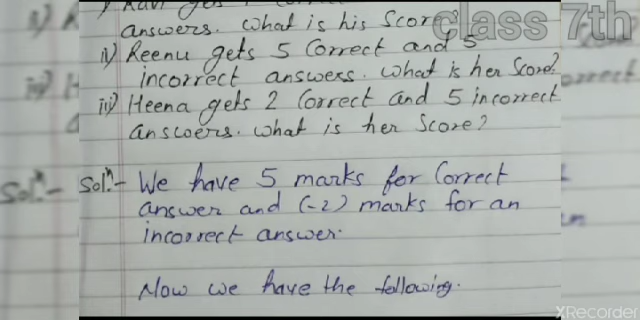 answers. What is his Score?
Class 7th
ii) Reenu gets 5 Correct and 5
incorrect answers. What is her Score?
iii) Heena gets 2 Correct and 5 incorrect
answers. What is her Score?
Solⁿ:- We have 5 marks for Correct
answer and (-2) marks for an
incorrect answer.
Now we have the following.
XRecorder